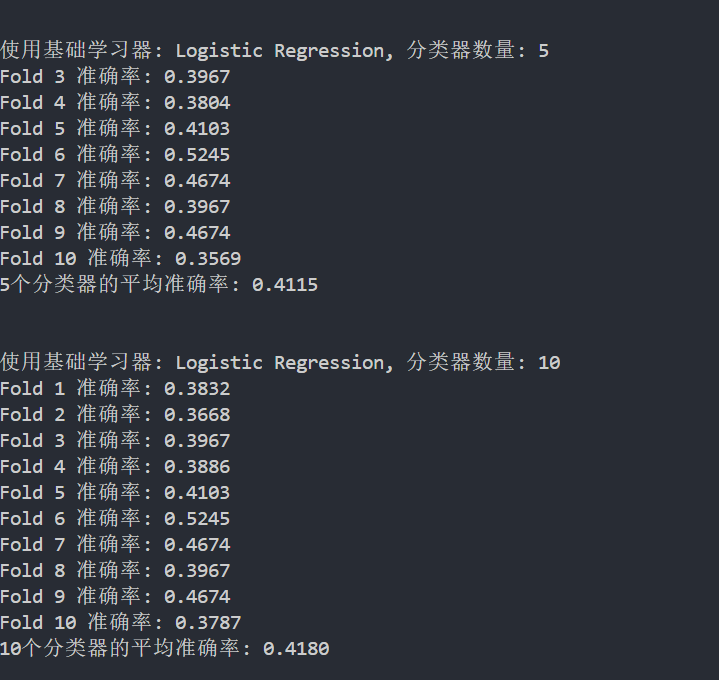 使用基础学习器: Logistic Regression, 分类器数量: 5
Fold 3 准确率: 0.3967
Fold 4 准确率: 0.3804
Fold 5 准确率: 0.4103
Fold 6 准确率: 0.5245
Fold 7 准确率: 0.4674
Fold 8 准确率: 0.3967
Fold 9 准确率: 0.4674
Fold 10 准确率: 0.3569
5个分类器的平均准确率: 0.4115
使用基础学习器: Logistic Regression, 分类器数量: 10
Fold 1 准确率: 0.3832
Fold 2 准确率: 0.3668
Fold 3 准确率: 0.3967
Fold 4 准确率: 0.3886
Fold 5 准确率: 0.4103
Fold 6 准确率: 0.5245
Fold 7 准确率: 0.4674
Fold 8 准确率: 0.3967
Fold 9 准确率: 0.4674
Fold 10 准确率: 0.3787
10个分类器的平均准确率: 0.4180